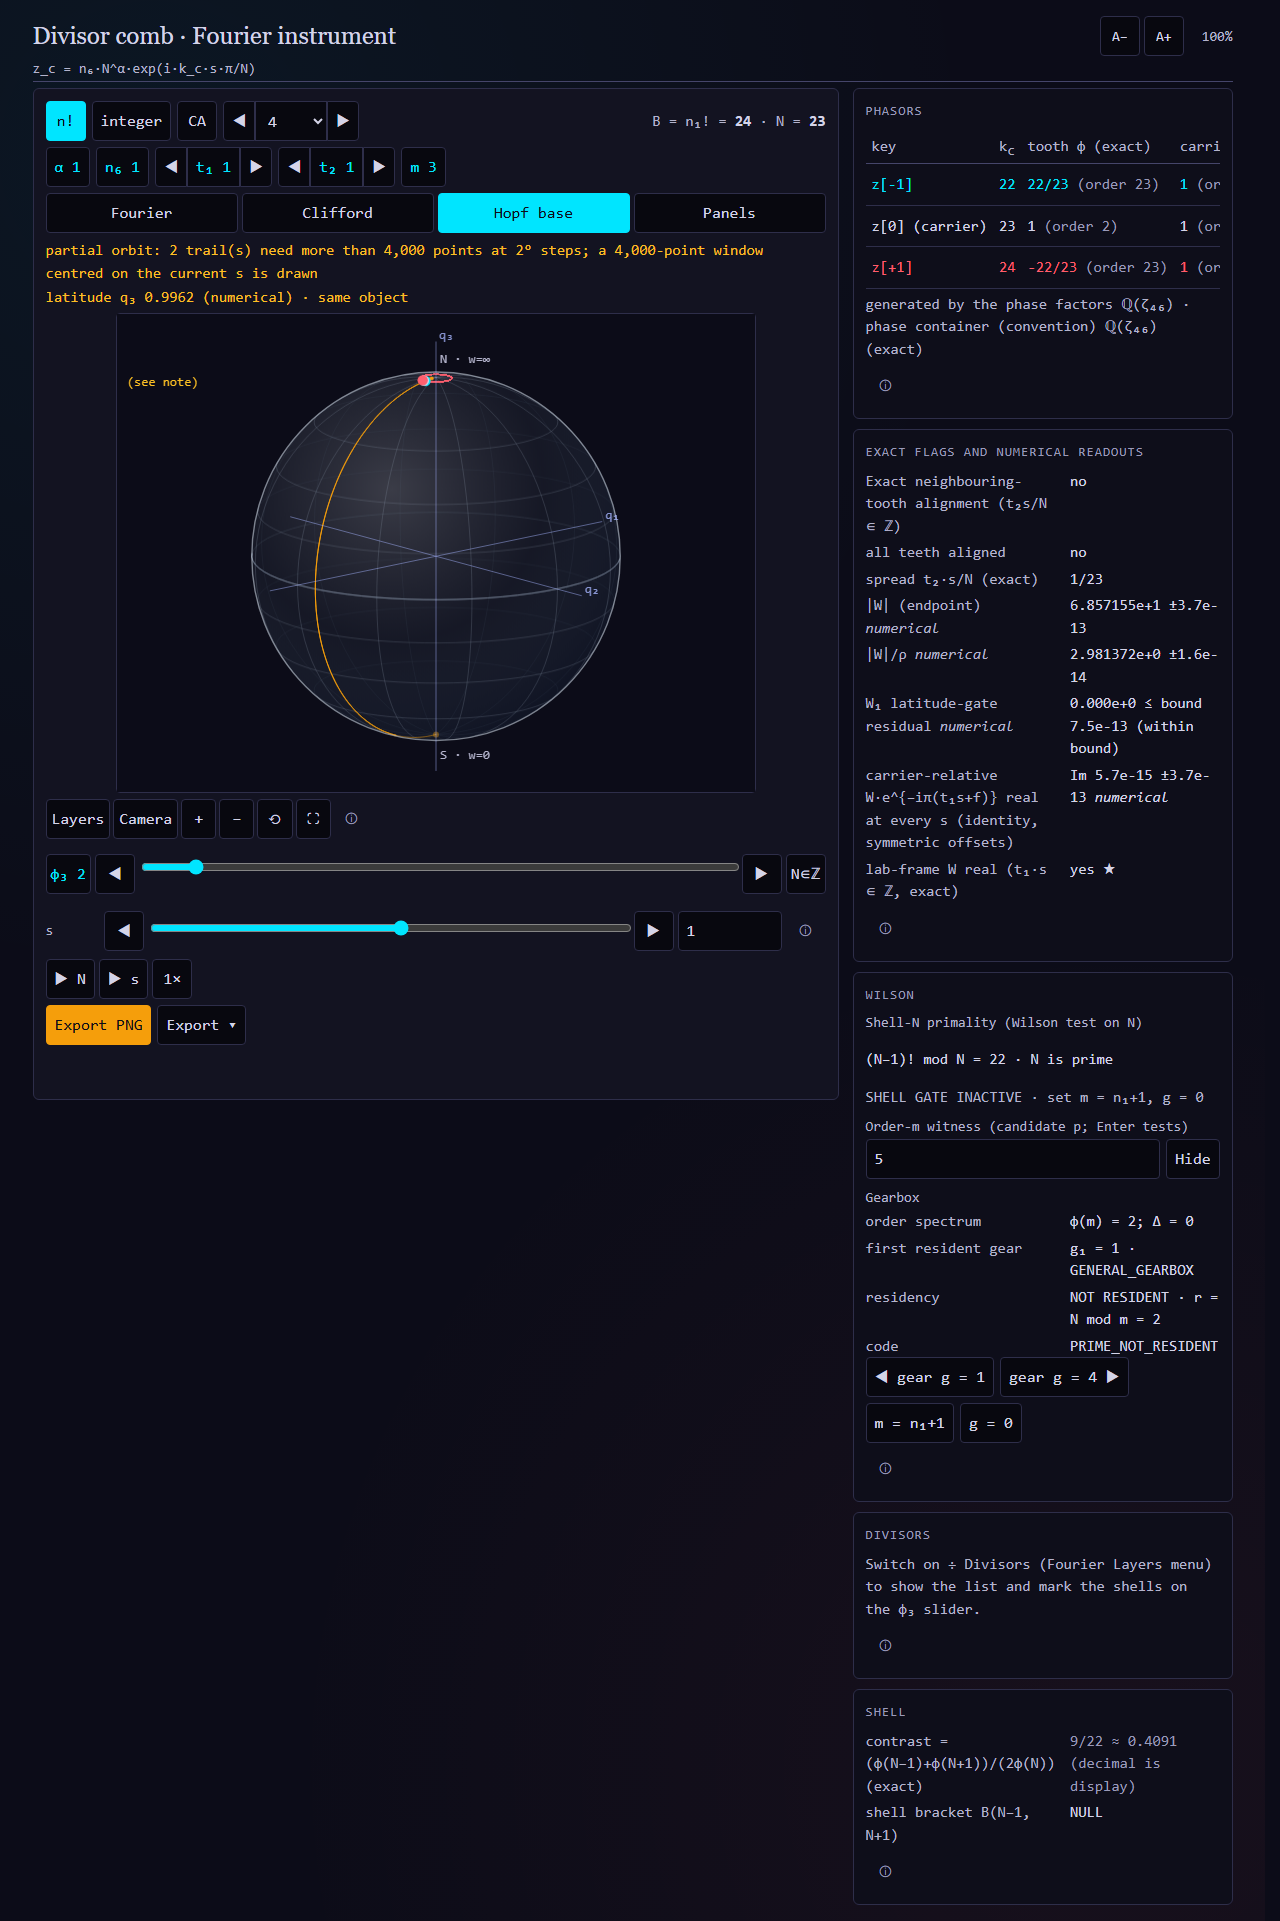 Divisor comb · Fourier instrument
A− A+ 100%
z_c = n₆·N^α·exp(i·k_c·s·π/N)
n! integer CA ◀ 4 ▶ B = n₁! = 24 · N = 23
α 1 n₆ 1 ◀ t₁ 1 ▶ ◀ t₂ 1 ▶ m 3
Fourier Clifford Hopf base Panels
partial orbit: 2 trail(s) need more than 4,000 points at 2° steps; a 4,000-point window
centred on the current s is drawn
latitude q₃ 0.9962 (numerical) · same object
q₃
N · w=∞
(see note)
q₁
q₂
S · w=0
Layers Camera + − ⟲ ⛶ ⓘ
ϕ₃ 2 ◀ ▶ N∈ℤ
s ◀ ▶ 1 ⓘ
▶ N ▶ s 1×
Export PNG Export ▾
PHASORS
key k_C tooth ϕ (exact) carri
z[-1] 22 22/23 (order 23) 1 (or
z[0] (carrier) 23 1 (order 2) 1 (or
z[+1] 24 -22/23 (order 23) 1 (or
generated by the phase factors ℚ(ζ₄₆) ·
phase container (convention) ℚ(ζ₄₆)
(exact)
ⓘ
EXACT FLAGS AND NUMERICAL READOUTS
Exact neighbouring- no
tooth alignment (t₂s/N
∈ ℤ)
all teeth aligned no
spread t₂·s/N (exact) 1/23
|W| (endpoint) 6.857155e+1 ±3.7e-
numerical 13
|W|/ρ numerical 2.981372e+0 ±1.6e-
14
W₁ latitude-gate 0.000e+0 ≤ bound
residual numerical 7.5e-13 (within
bound)
carrier-relative Im 5.7e-15 ±3.7e-
W·e^{−iπ(t₁s+f)} real 13 numerical
at every s (identity,
symmetric offsets)
lab-frame W real (t₁·s yes ★
∈ ℤ, exact)
ⓘ
WILSON
Shell-N primality (Wilson test on N)
(N−1)! mod N = 22 · N is prime
SHELL GATE INACTIVE · set m = n₁+1, g = 0
Order-m witness (candidate p; Enter tests)
5 Hide
Gearbox
order spectrum ϕ(m) = 2; Δ = 0
first resident gear g₁ = 1 ·
GENERAL_GEARBOX
residency NOT RESIDENT · r =
N mod m = 2
code PRIME_NOT_RESIDENT
◀ gear g = 1 gear g = 4 ▶
m = n₁+1 g = 0
ⓘ
DIVISORS
Switch on ÷ Divisors (Fourier Layers menu)
to show the list and mark the shells on
the ϕ₃ slider.
ⓘ
SHELL
contrast = 9/22 ≈ 0.4091
(ϕ(N−1)+ϕ(N+1))/(2ϕ(N)) (decimal is
(exact) display)
shell bracket B(N−1, NULL
N+1)
ⓘ